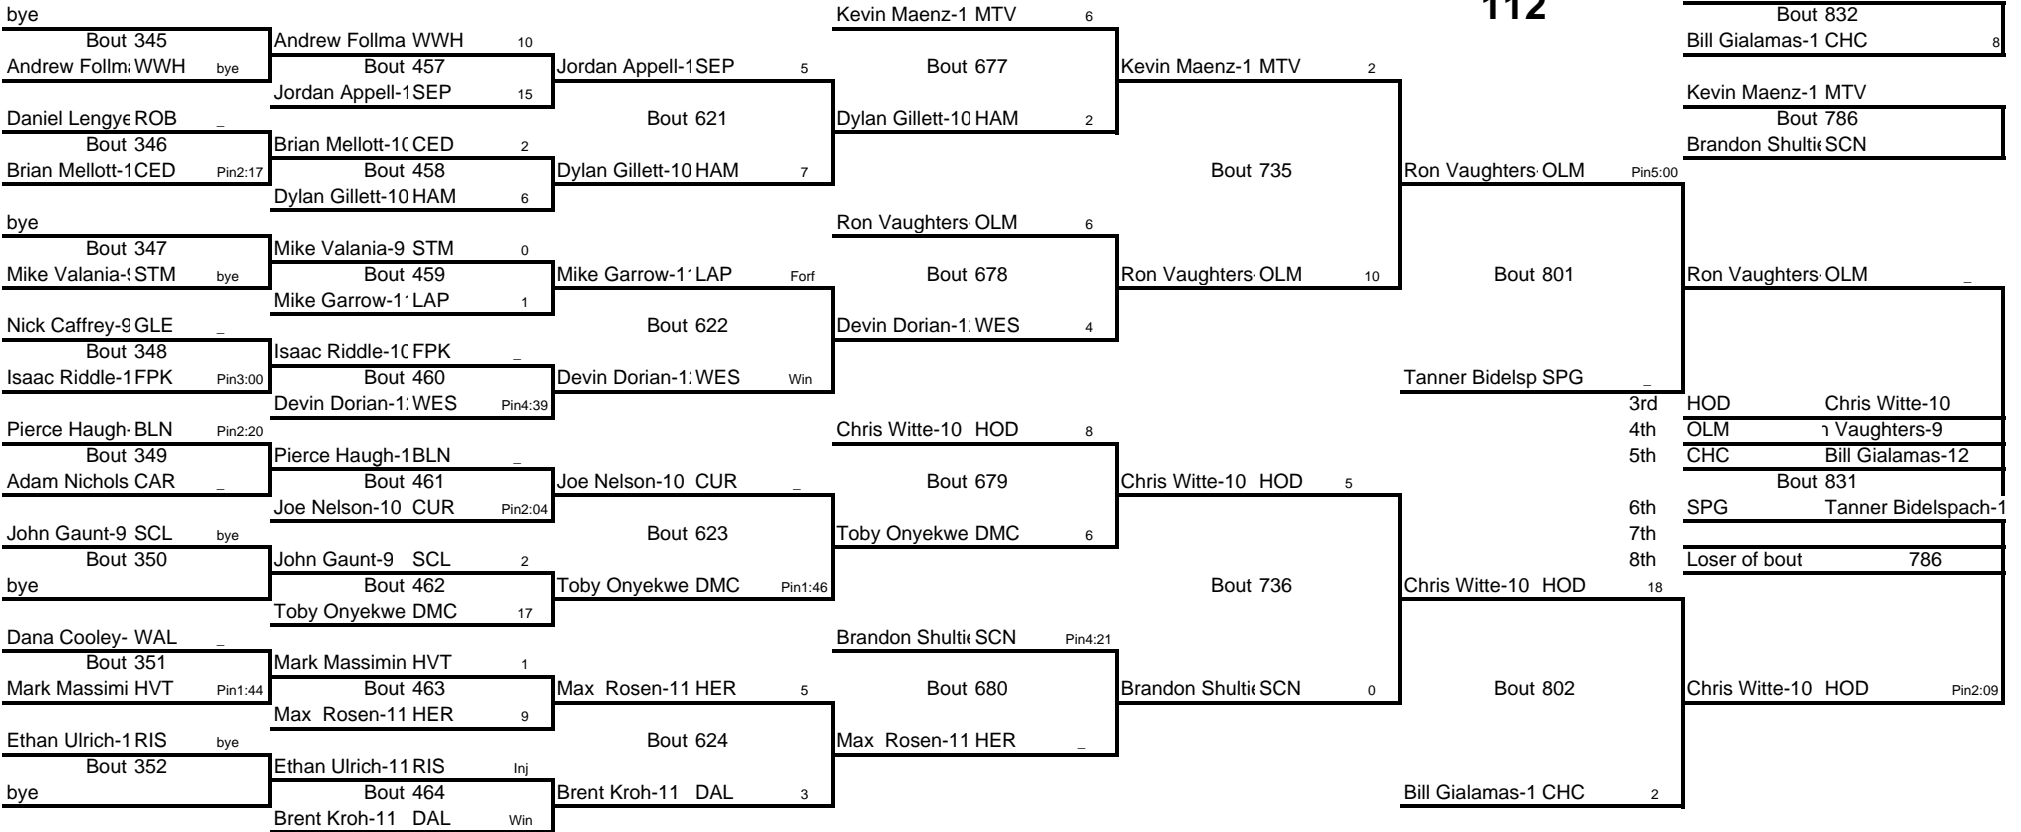 bye Kevin Maenz-1 MTV 6 112
Bout 832
Bout 345 Andrew Follma WWH 10 Bill Gialamas-1 CHC 8
Andrew Follm WWH bye Bout 457 Jordan Appell-1 SEP 5 Bout 677 Kevin Maenz-1 MTV 2
Jordan Appell-1 SEP 15 Kevin Maenz-1 MTV
Daniel Lengye ROB _ Bout 621 Dylan Gillett-10 HAM 2 Bout 786
Bout 346 Brian Mellott-10 CED 2 Brandon Shulti SCN
Brian Mellott-1 CED Pin2:17 Bout 458 Dylan Gillett-10 HAM 7 Bout 735 Ron Vaughters- OLM Pin5:00
Dylan Gillett-10 HAM 6
bye Ron Vaughters OLM 6
Bout 347 Mike Valania-9 STM 0
Mike Valania-9 STM bye Bout 459 Mike Garrow-11 LAP Forf Bout 678 Ron Vaughters- OLM 10 Bout 801 Ron Vaughters- OLM _
Mike Garrow-11 LAP 1
Nick Caffrey-9 GLE _ Bout 622 Devin Dorian-1 WES 4
Bout 348 Isaac Riddle-10 FPK _
Isaac Riddle-1 FPK Pin3:00 Bout 460 Devin Dorian-1 WES Win Tanner Bidelsp SPG _
Devin Dorian-1 WES Pin4:39 3rd HOD Chris Witte-10
Pierce Haugh- BLN Pin2:20 Chris Witte-10 HOD 8 4th OLM Vaughters-9
Bout 349 Pierce Haugh-1 BLN _ 5th CHC Bill Gialamas-12
Adam Nichols CAR _ Bout 461 Joe Nelson-10 CUR _ Bout 679 Chris Witte-10 HOD 5 Bout 831
Joe Nelson-10 CUR Pin2:04 6th SPG Tanner Bidelspach-1
John Gaunt-9 SCL bye Bout 623 Toby Onyekwe DMC 6 7th
Bout 350 John Gaunt-9 SCL 2 8th Loser of bout 786
bye Bout 462 Toby Onyekwe DMC Pin1:46 Bout 736 Chris Witte-10 HOD 18
Toby Onyekwe DMC 17
Dana Cooley- WAL _ Brandon Shulti SCN Pin4:21
Bout 351 Mark Massimin HVT 1
Mark Massimi HVT Pin1:44 Bout 463 Max Rosen-11 HER 5 Bout 680 Brandon Shulti SCN 0 Bout 802 Chris Witte-10 HOD Pin2:09
Max Rosen-11 HER 9
Ethan Ulrich-1 RIS bye Bout 624 Max Rosen-11 HER _
Bout 352 Ethan Ulrich-11 RIS Inj
bye Bout 464 Brent Kroh-11 DAL 3 Bill Gialamas-1 CHC 2
Brent Kroh-11 DAL Win